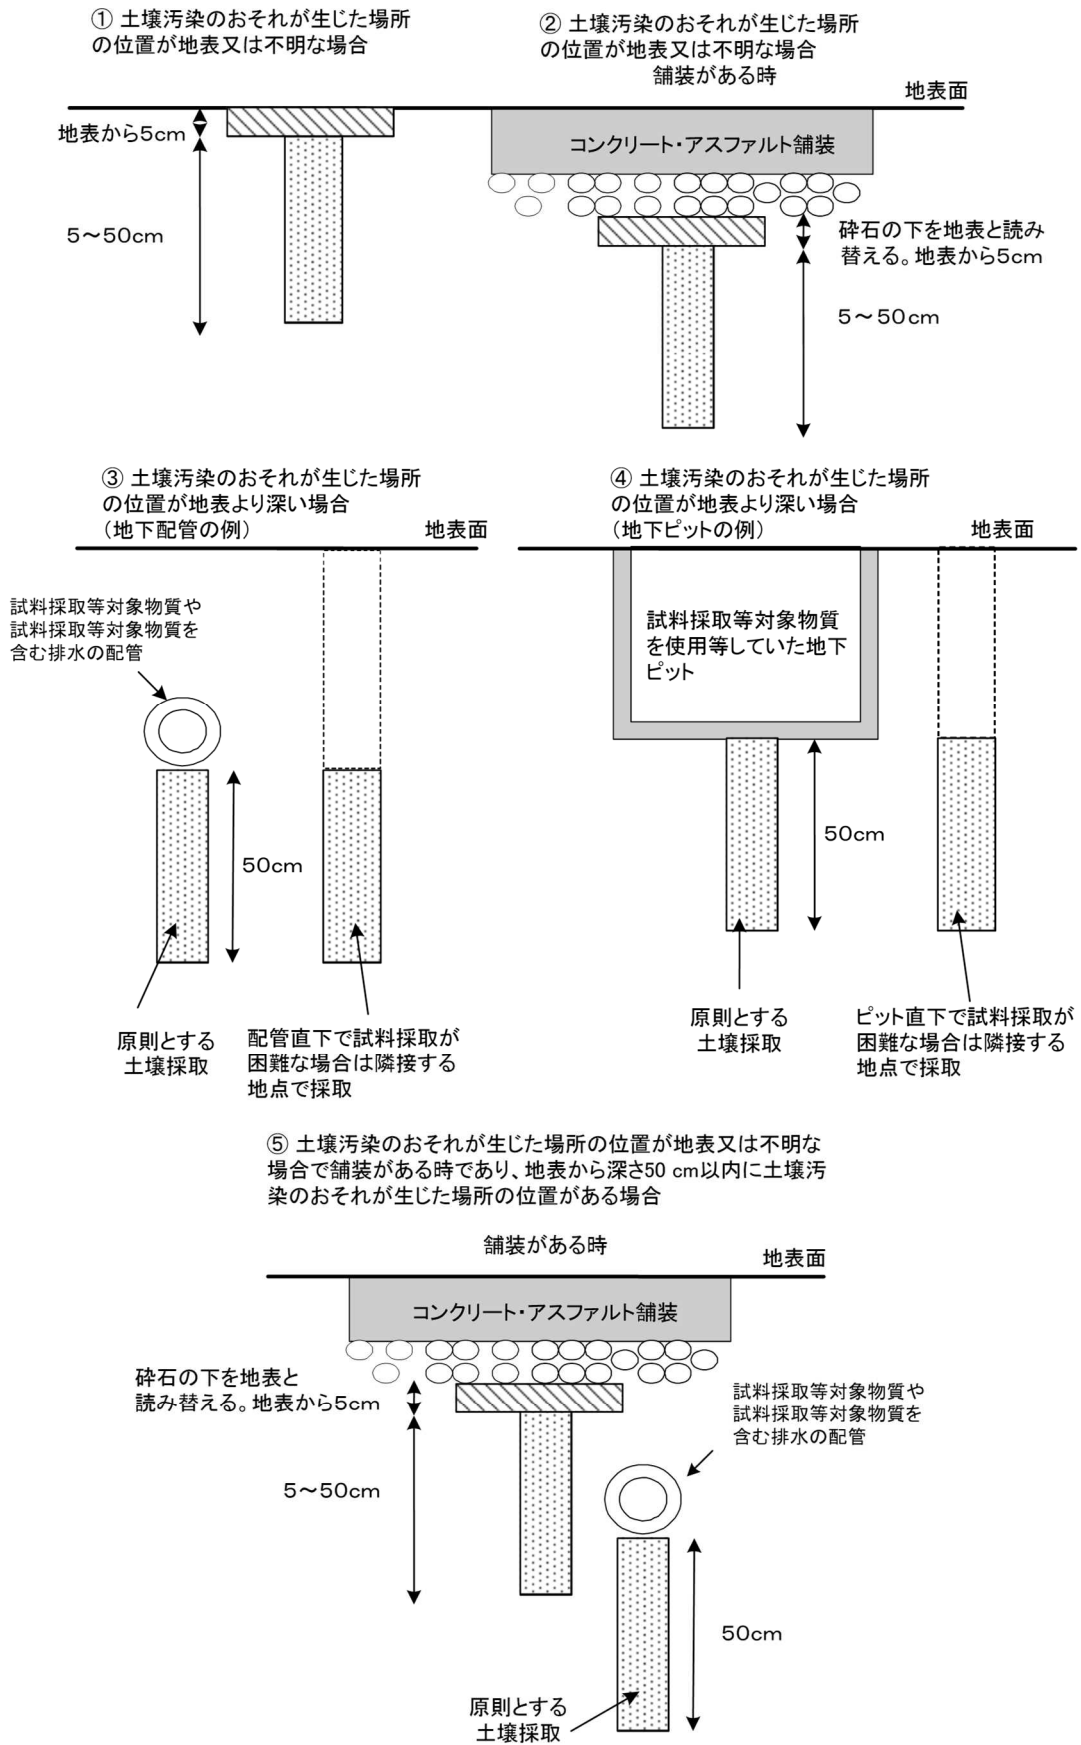 ① 土壌汚染のおそれが生じた場所
の位置が地表又は不明な場合
② 土壌汚染のおそれが生じた場所
の位置が地表又は不明な場合
舗装がある時
地表面
地表から5cm
5～50cm
コンクリート・アスファルト舗装
砕石の下を地表と読み
替える。地表から5cm
5～50cm
③ 土壌汚染のおそれが生じた場所
の位置が地表より深い場合
（地下配管の例）
地表面
試料採取等対象物質や
試料採取等対象物質を
含む排水の配管
50cm
原則とする
土壌採取
配管直下で試料採取が
困難な場合は隣接する
地点で採取
④ 土壌汚染のおそれが生じた場所
の位置が地表より深い場合
（地下ピットの例）
地表面
試料採取等対象物質
を使用等していた地下
ピット
50cm
原則とする
土壌採取
ピット直下で試料採取が
困難な場合は隣接する
地点で採取
⑤ 土壌汚染のおそれが生じた場所の位置が地表又は不明な
場合で舗装がある時であり、地表から深さ50 cm以内に土壌汚
染のおそれが生じた場所の位置がある場合
舗装がある時
地表面
コンクリート・アスファルト舗装
砕石の下を地表と
読み替える。地表から5cm
5～50cm
試料採取等対象物質や
試料採取等対象物質を
含む排水の配管
50cm
原則とする
土壌採取